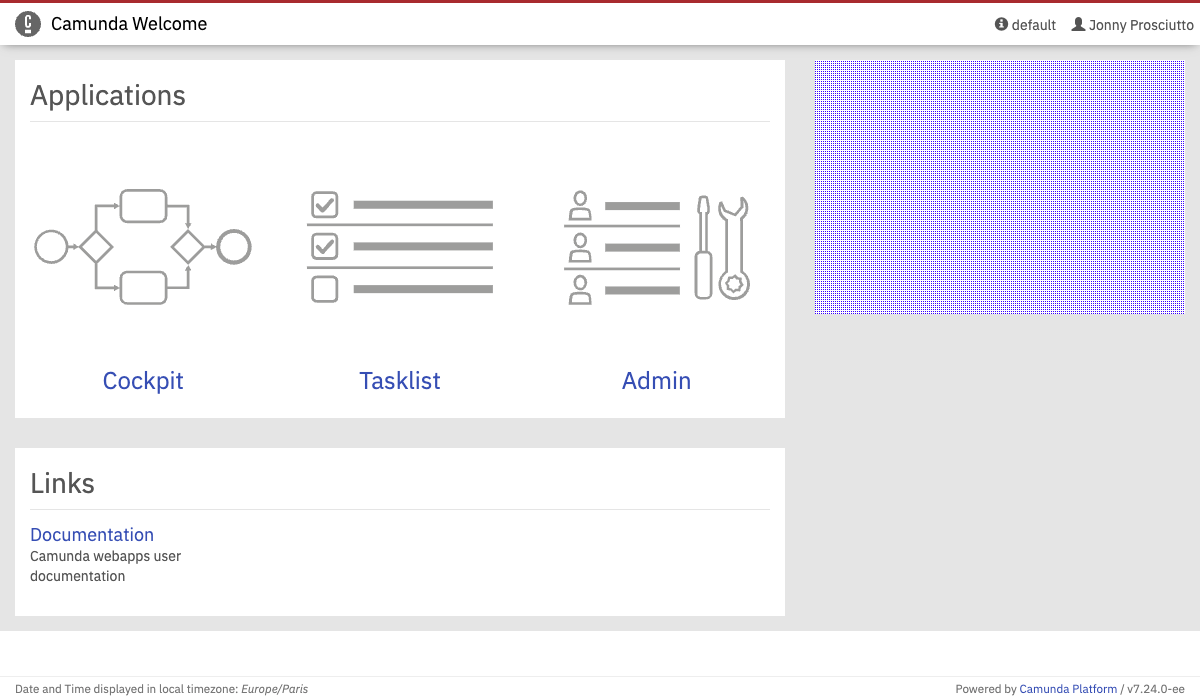 Camunda Welcome
default
Jonny Prosciutto
Applications
Cockpit
Tasklist
Admin
Links
Documentation
Camunda webapps user
documentation
Date and Time displayed in local timezone: Europe/Paris
Powered by Camunda Platform / v7.24.0-ee